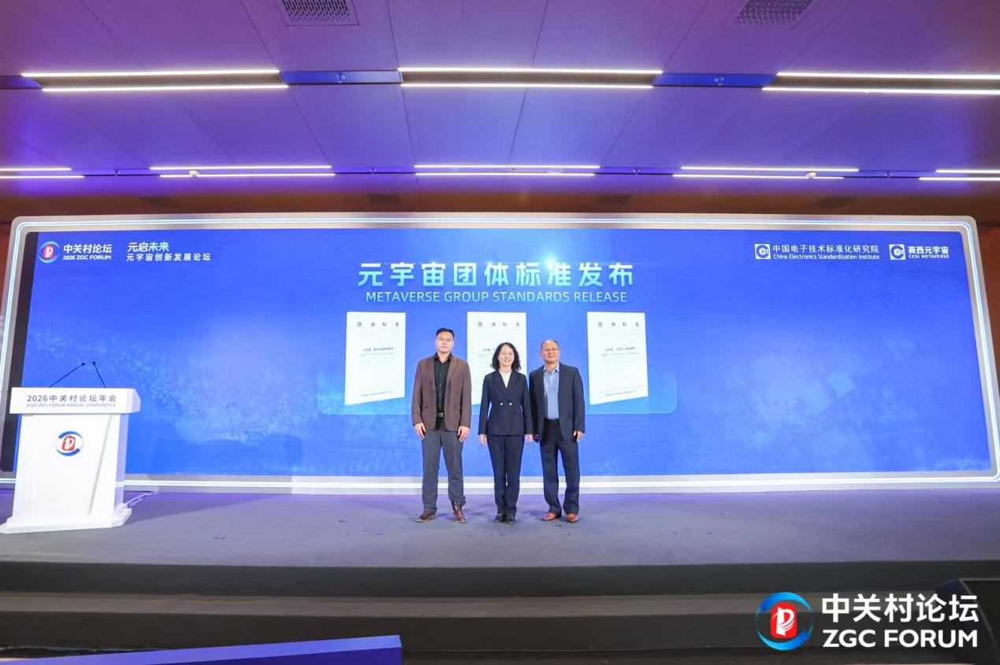 中关村论坛
2026 ZGC FORUM
元启未来
元宇宙创新发展论坛
中国电子技术标准化研究院
China Electronics Standardization Institute
赛西元宇宙
CESI METAVERSE
元宇宙团体标准发布
METAVERSE GROUP STANDARDS RELEASE
团体标准
团体标准
团体标准
2026中关村论坛年会
2026 ZGC FORUM ANNUAL CONFERENCE
中关村论坛
ZGC FORUM